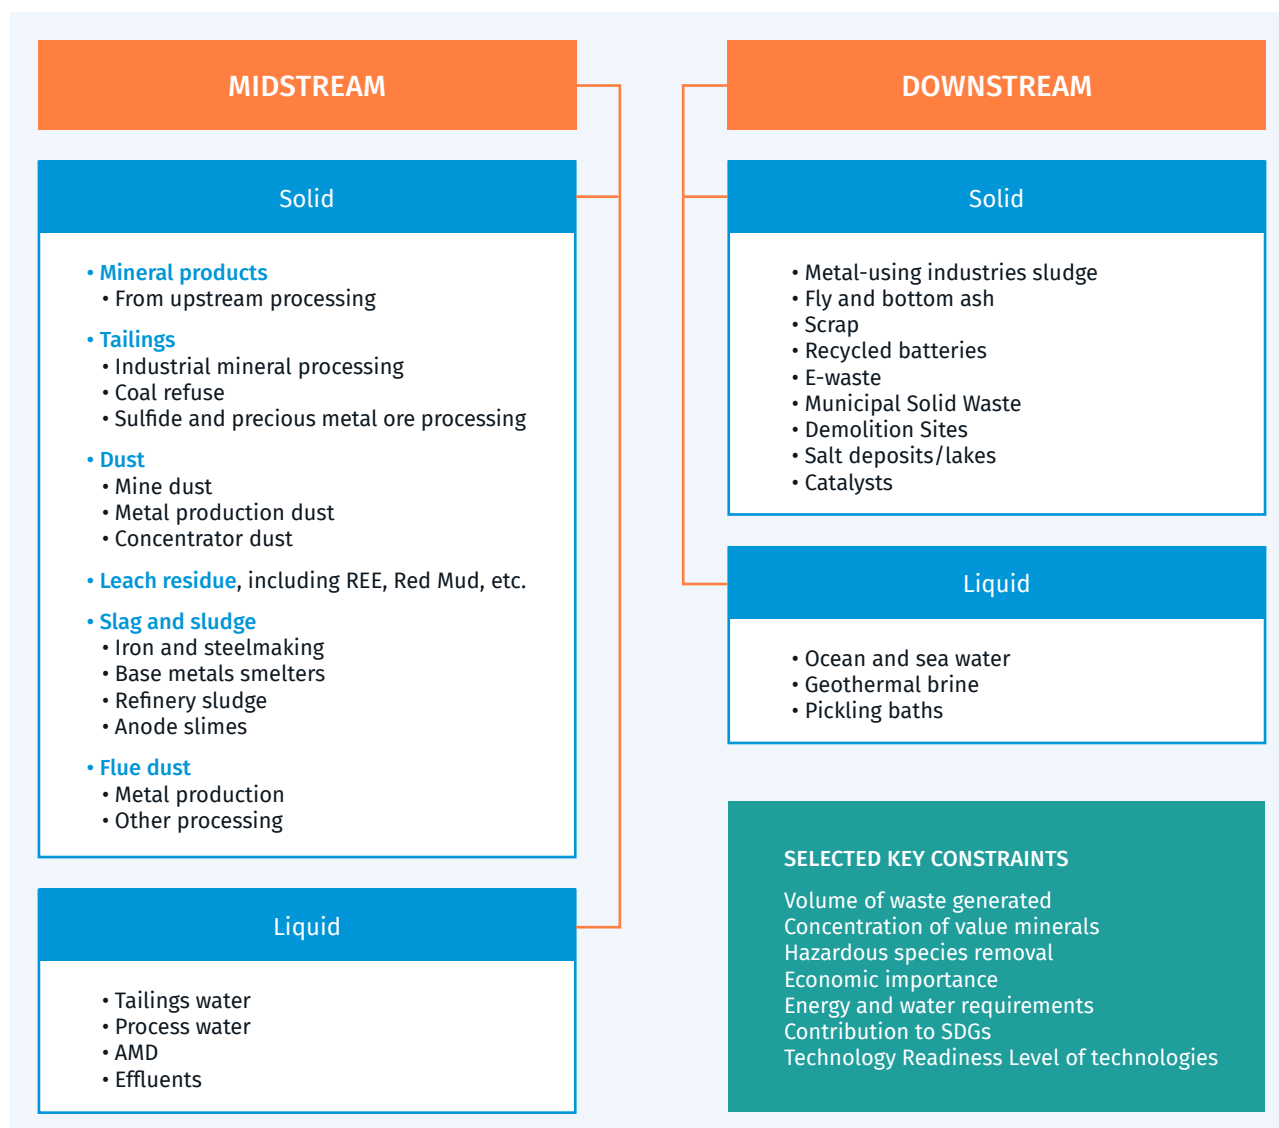 MIDSTREAM
Solid
• Mineral products
• From upstream processing
• Tailings
• Industrial mineral processing
• Coal refuse
• Sulfide and precious metal ore processing
• Dust
• Mine dust
• Metal production dust
• Concentrator dust
• Leach residue, including REE, Red Mud, etc.
• Slag and sludge
• Iron and steelmaking
• Base metals smelters
• Refinery sludge
• Anode slimes
• Flue dust
• Metal production
• Other processing
Liquid
• Tailings water
• Process water
• AMD
• Effluents
DOWNSTREAM
Solid
• Metal-using industries sludge
• Fly and bottom ash
• Scrap
• Recycled batteries
• E-waste
• Municipal Solid Waste
• Demolition Sites
• Salt deposits/lakes
• Catalysts
Liquid
• Ocean and sea water
• Geothermal brine
• Pickling baths
SELECTED KEY CONSTRAINTS
Volume of waste generated
Concentration of value minerals
Hazardous species removal
Economic importance
Energy and water requirements
Contribution to SDGs
Technology Readiness Level of technologies